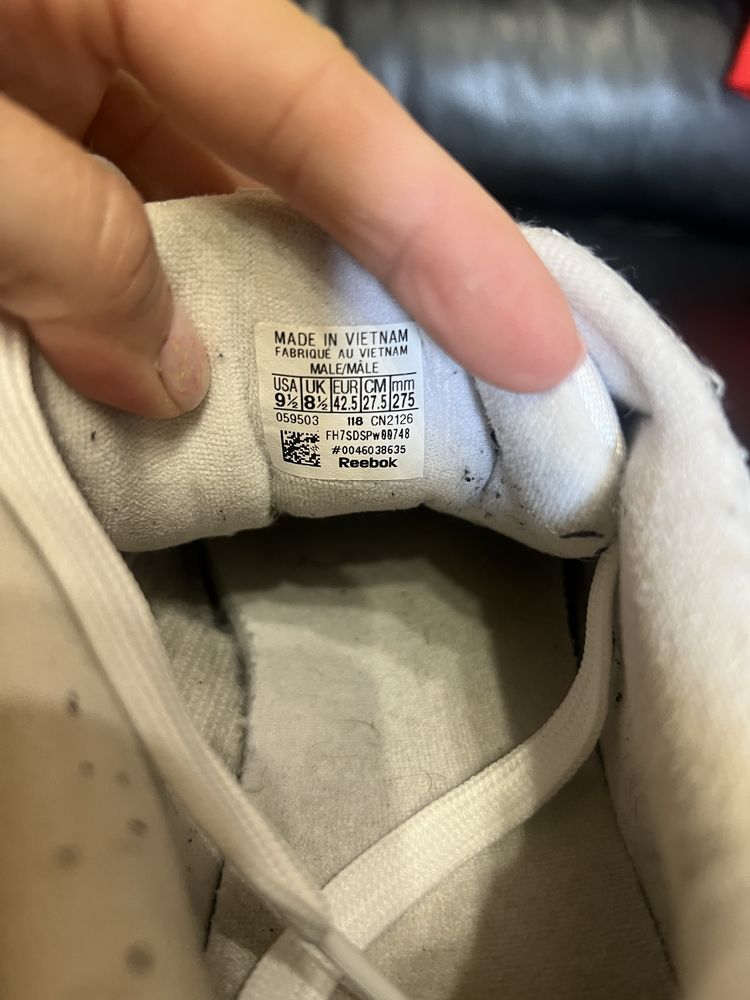 MADE IN VIETNAM
FABRIQUÉ AU VIETNAM
MALE/MÂLE
USA UK EUR CM mm
9½ 8½ 42.5 27.5 275
059503 118 CN2126
FH7SDSPW00748
#0046038635
Reebok